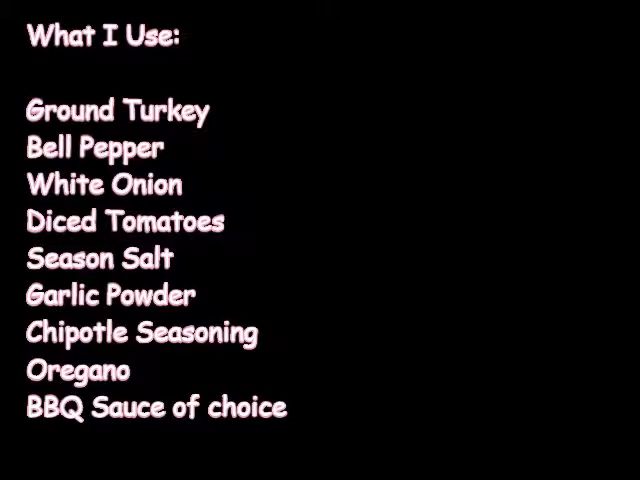 What I Use:
Ground Turkey
Bell Pepper
White Onion
Diced Tomatoes
Season Salt
Garlic Powder
Chipotle Seasoning
Oregano
BBQ Sauce of choice